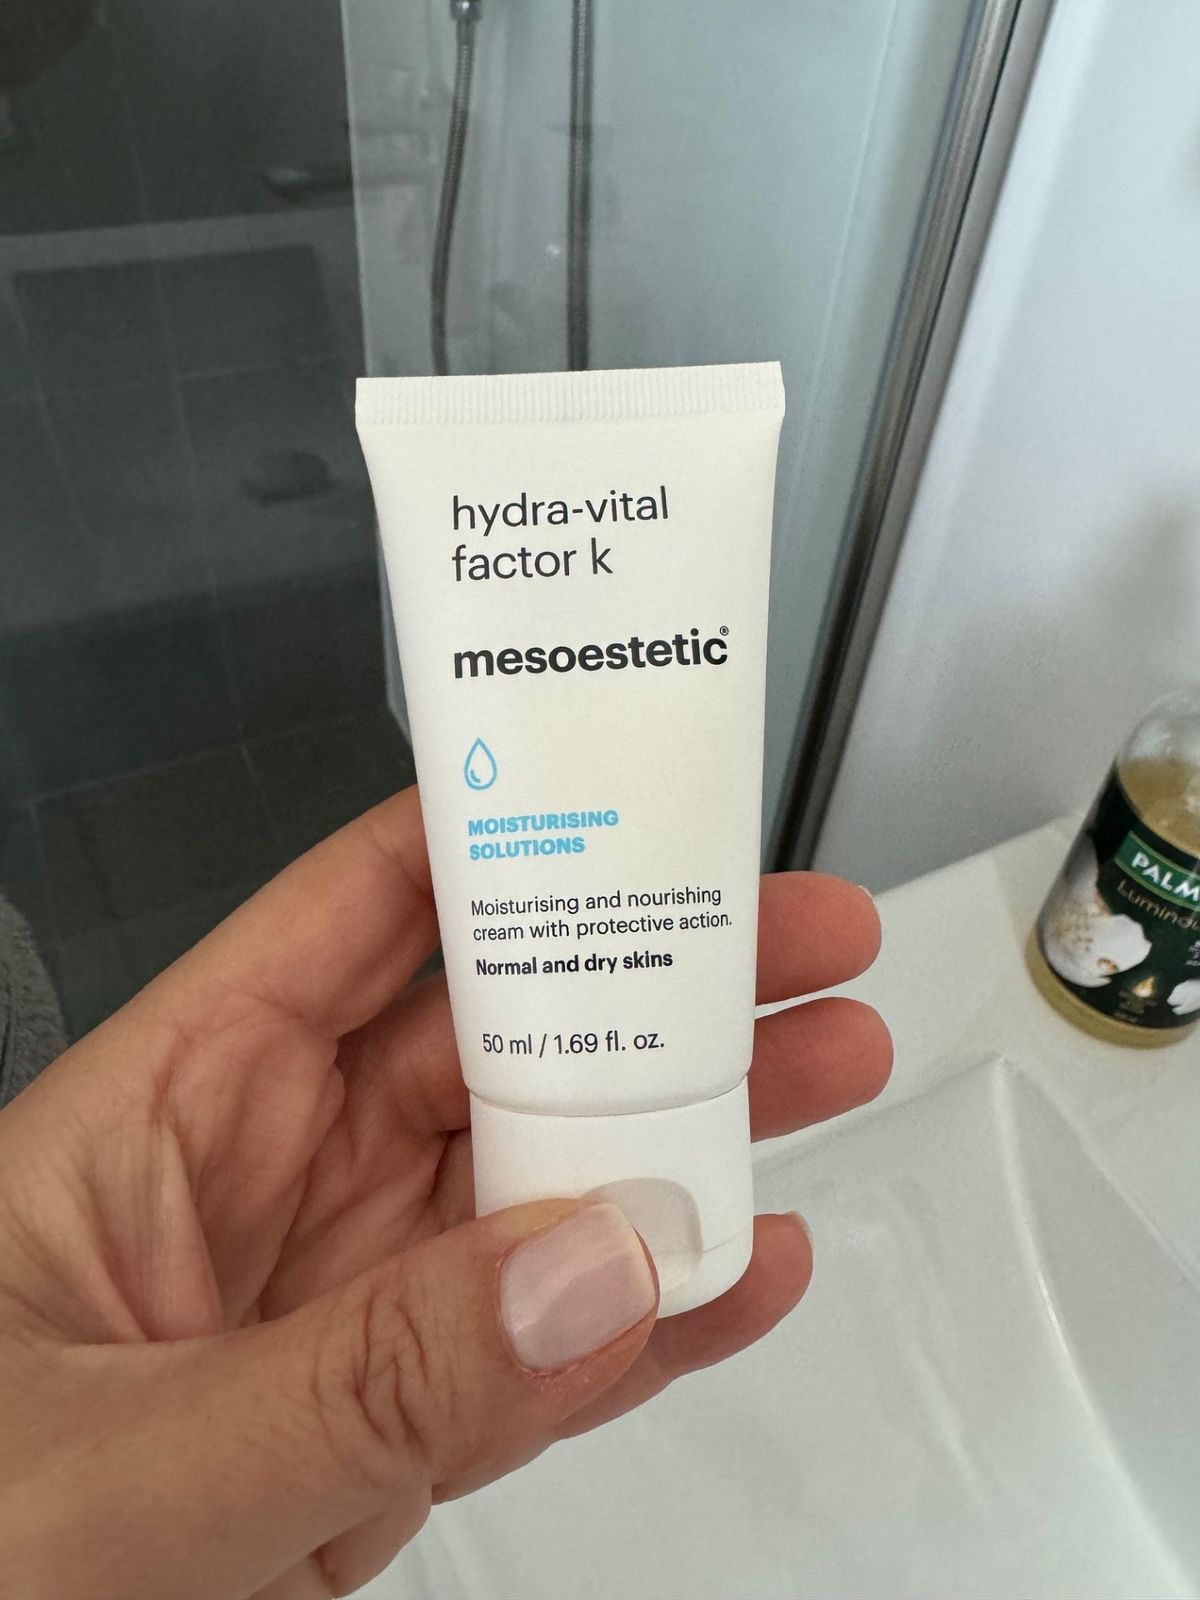 hydra-vital
factor k
mesoestetic®
MOISTURISING
SOLUTIONS
Moisturising and nourishing
cream with protective action.
Normal and dry skins
50 ml / 1.69 fl. oz.
PALM
Lumino